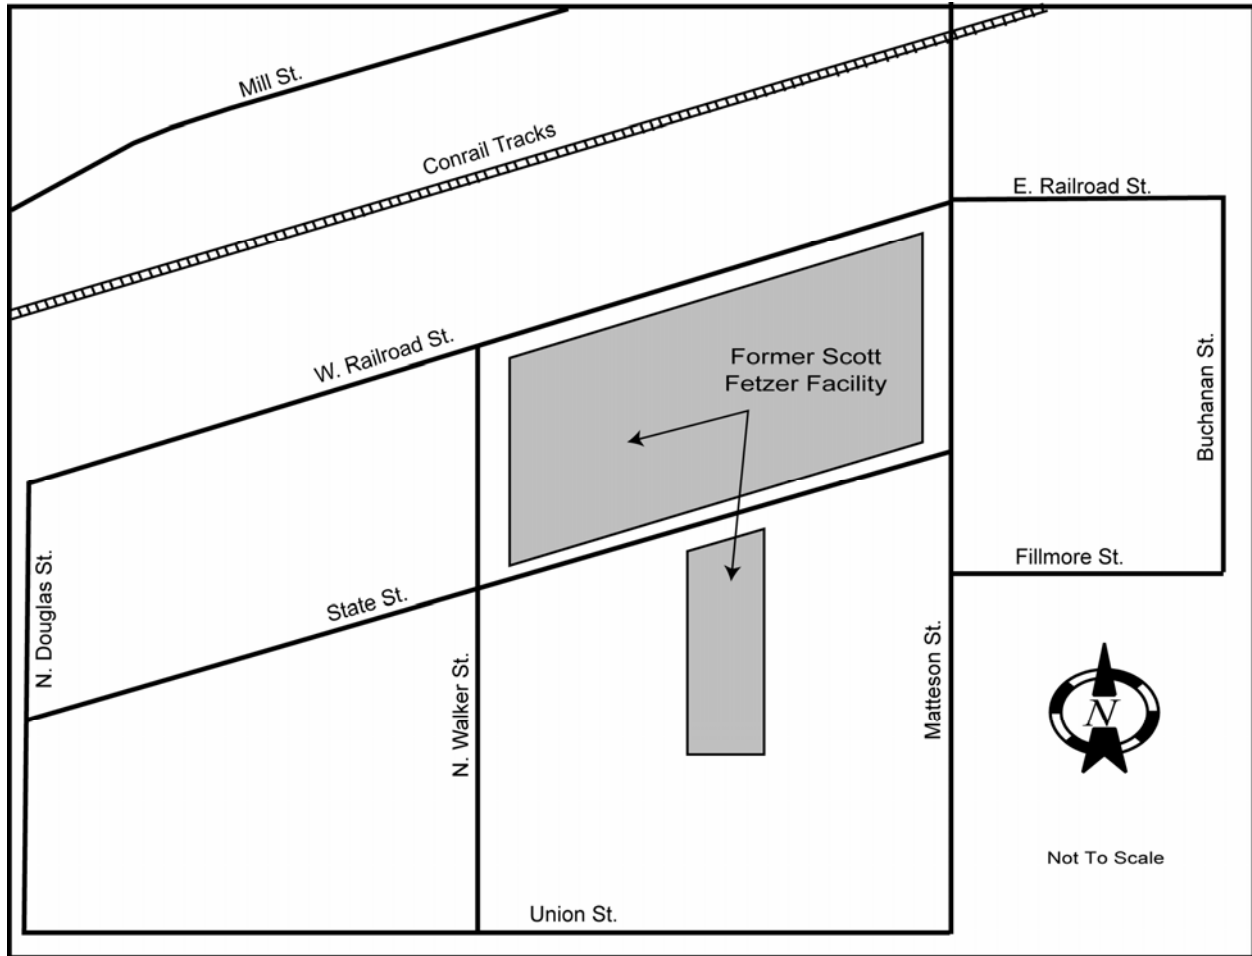 Mill St.
Conrail Tracks
E. Railroad St.
W. Railroad St.
Former Scott
Fetzer Facility
Buchanan St.
N. Douglas St.
State St.
Fillmore St.
N. Walker St.
Matteson St.
N
Not To Scale
Union St.